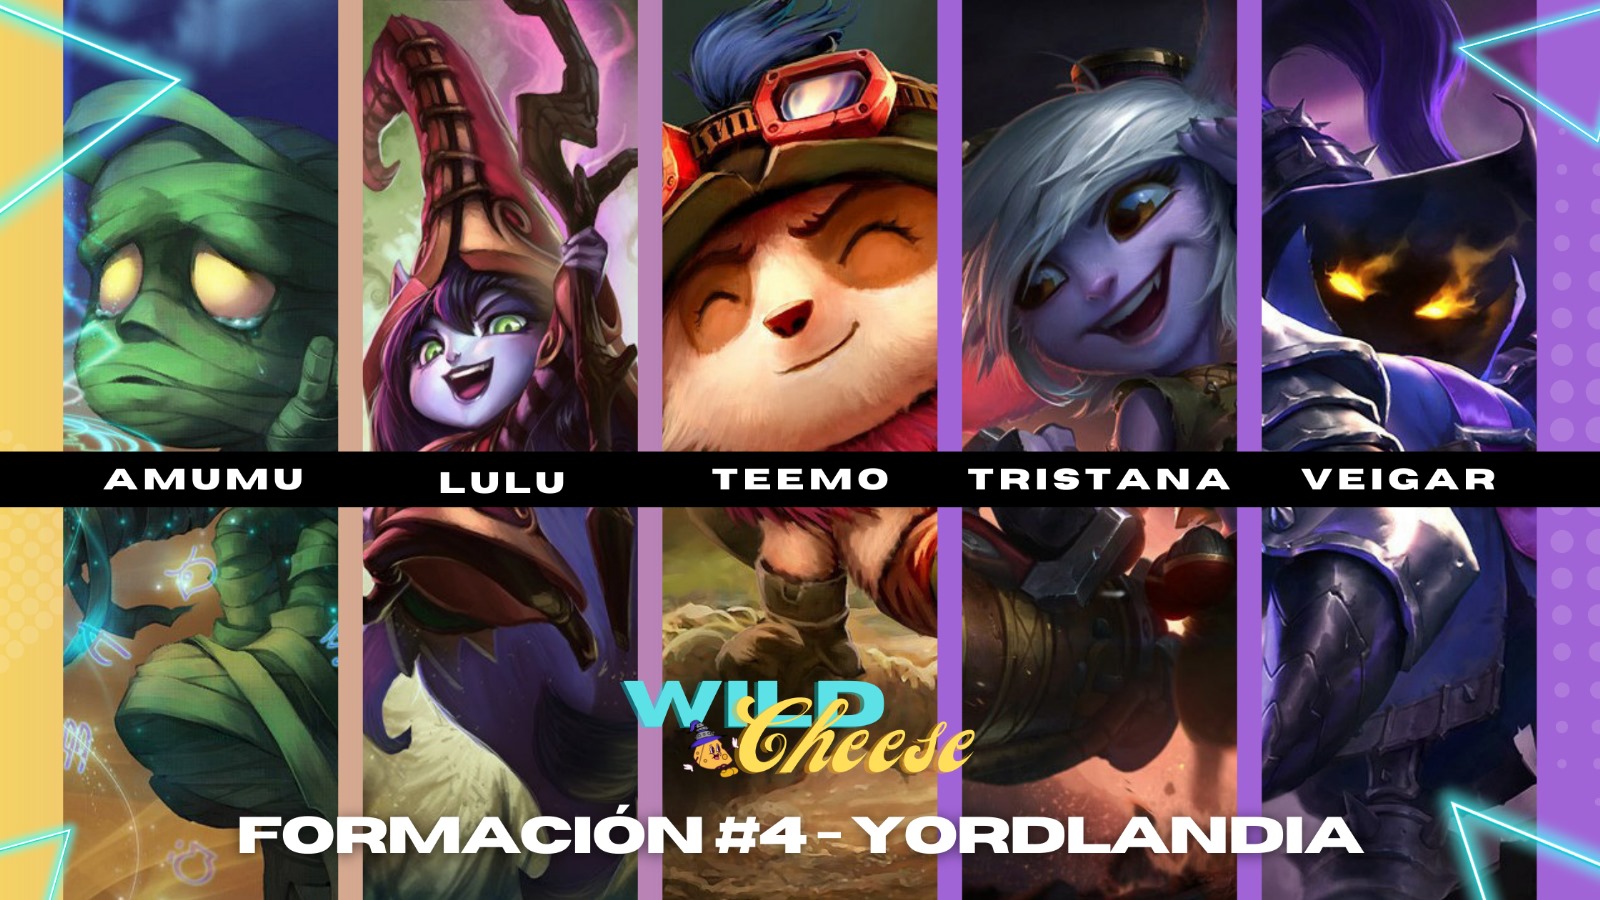 AMUMU
LULU
TEEMO
TRISTANA
VEIGAR
WILD
Cheese
FORMACIÓN #4 - YORDLANDIA